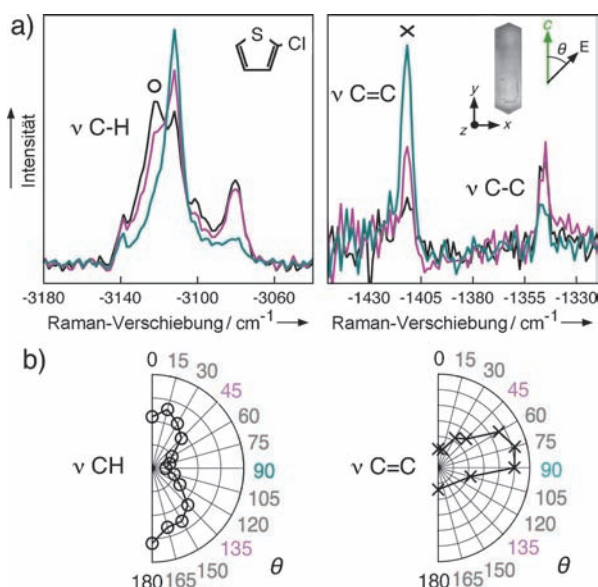 a)
S
Cl
ν C-H
Intensität
-3180 -3140 -3100 -3060
Raman-Verschiebung / cm⁻¹
ν C=C
ν C-C
c
θ
E
y
z
x
-1430 -1405 -1380 -1355 -1330
Raman-Verschiebung / cm⁻¹
b)
ν CH
0
15
30
45
60
75
90
105
120
135
150
165
180
θ
ν C=C
0
15
30
45
60
75
90
105
120
135
150
165
180
θ